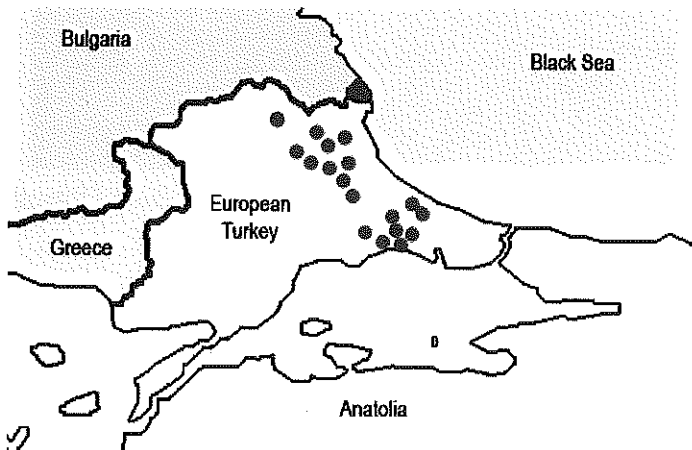 Bulgaria
Black Sea
European
Turkey
Greece
Anatolia